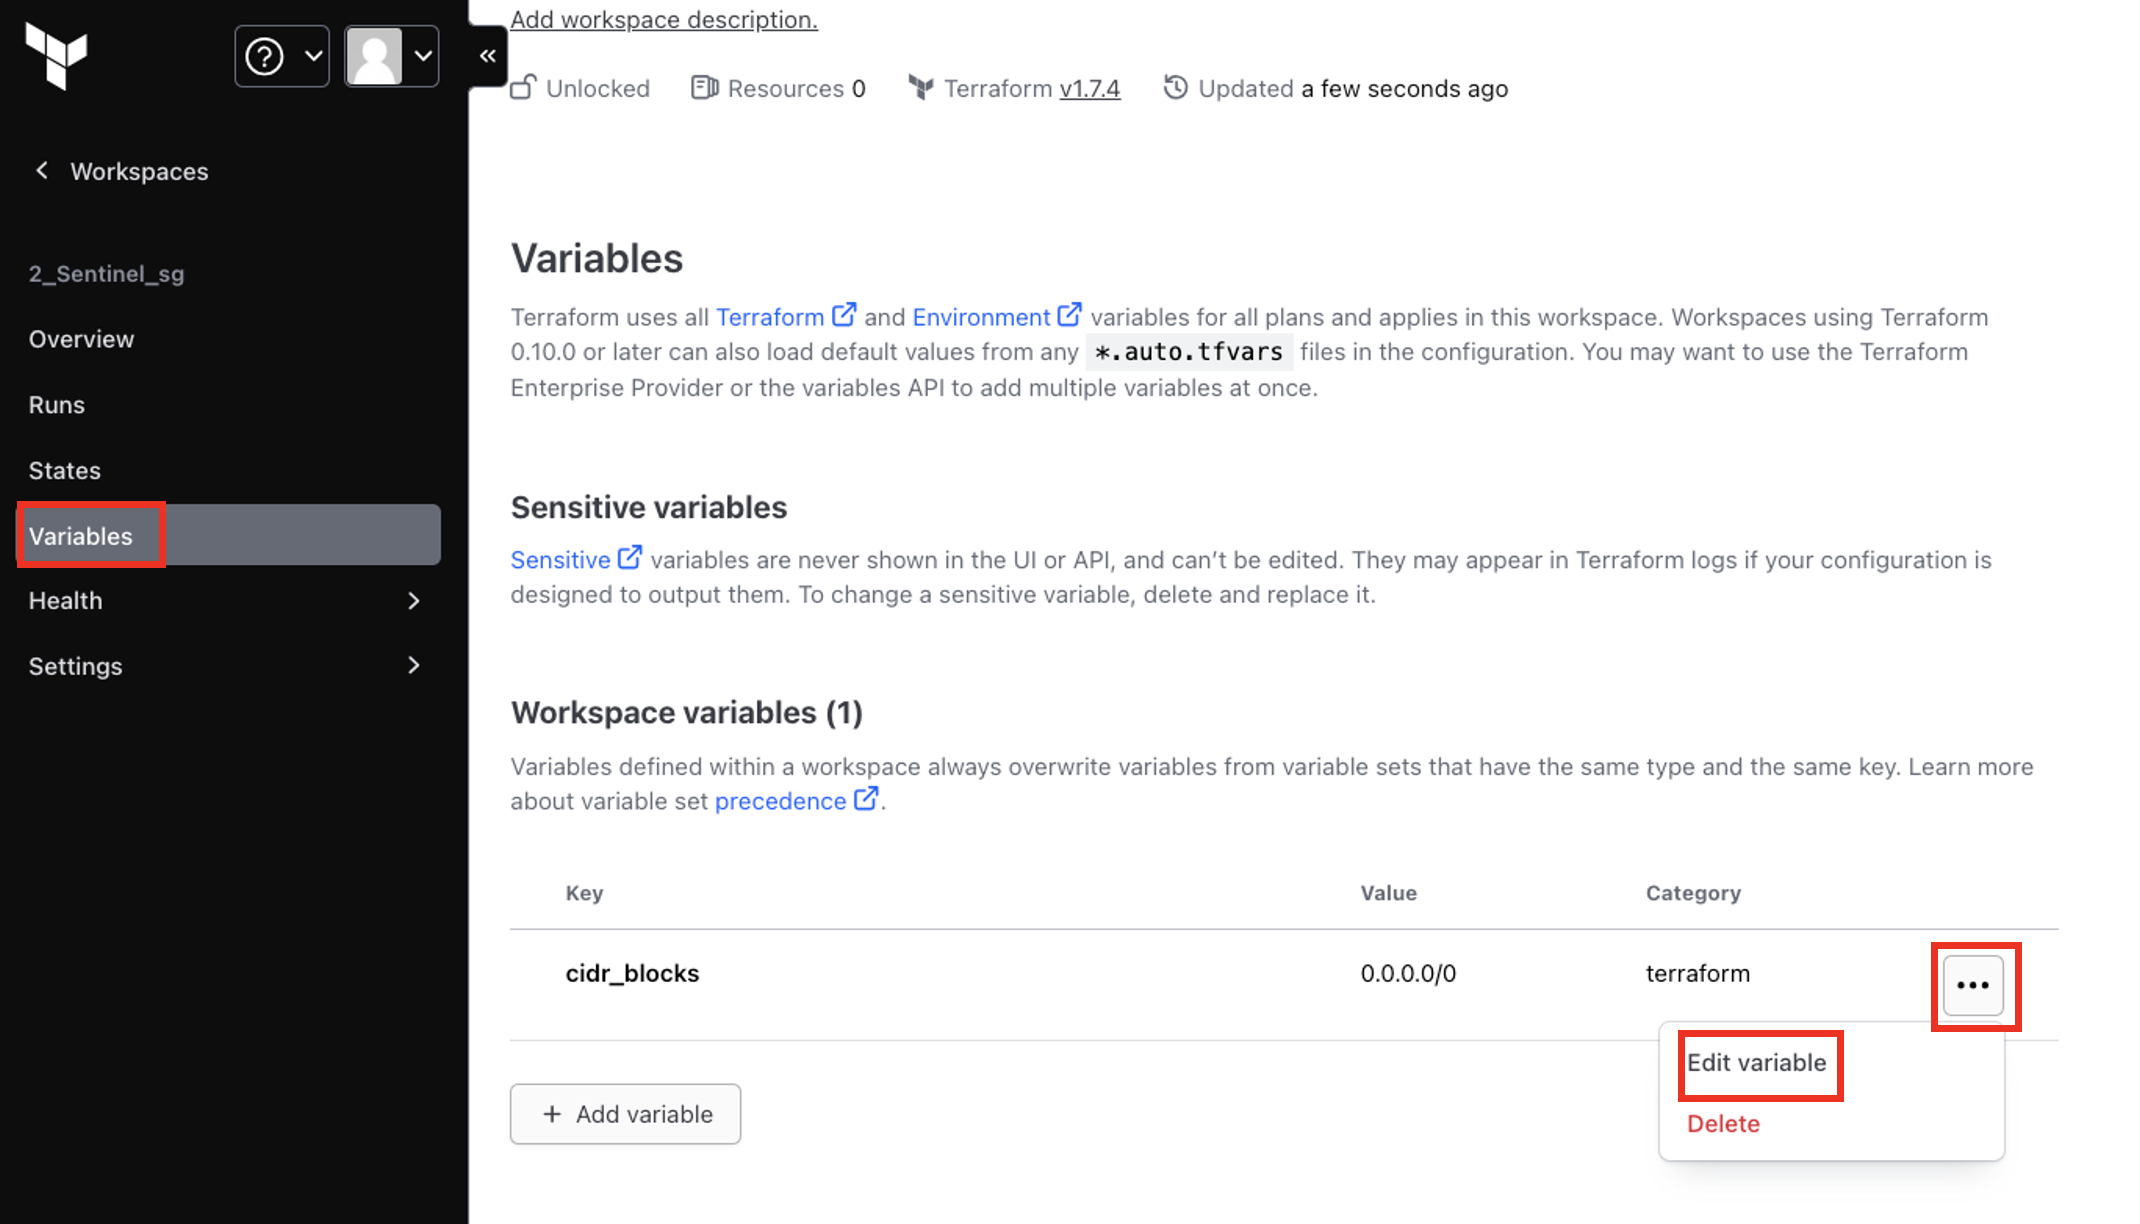 Add workspace description.
Unlocked Resources 0 Terraform v1.7.4 Updated a few seconds ago
Workspaces
2_Sentinel_sg
Overview
Runs
States
Variables
Health
Settings
Variables
Terraform uses all Terraform and Environment variables for all plans and applies in this workspace. Workspaces using Terraform
0.10.0 or later can also load default values from any *.auto.tfvars files in the configuration. You may want to use the Terraform
Enterprise Provider or the variables API to add multiple variables at once.
Sensitive variables
Sensitive variables are never shown in the UI or API, and can’t be edited. They may appear in Terraform logs if your configuration is
designed to output them. To change a sensitive variable, delete and replace it.
Workspace variables (1)
Variables defined within a workspace always overwrite variables from variable sets that have the same type and the same key. Learn more
about variable set precedence .
Key Value Category
cidr_blocks 0.0.0.0/0 terraform
Edit variable
Delete
+ Add variable